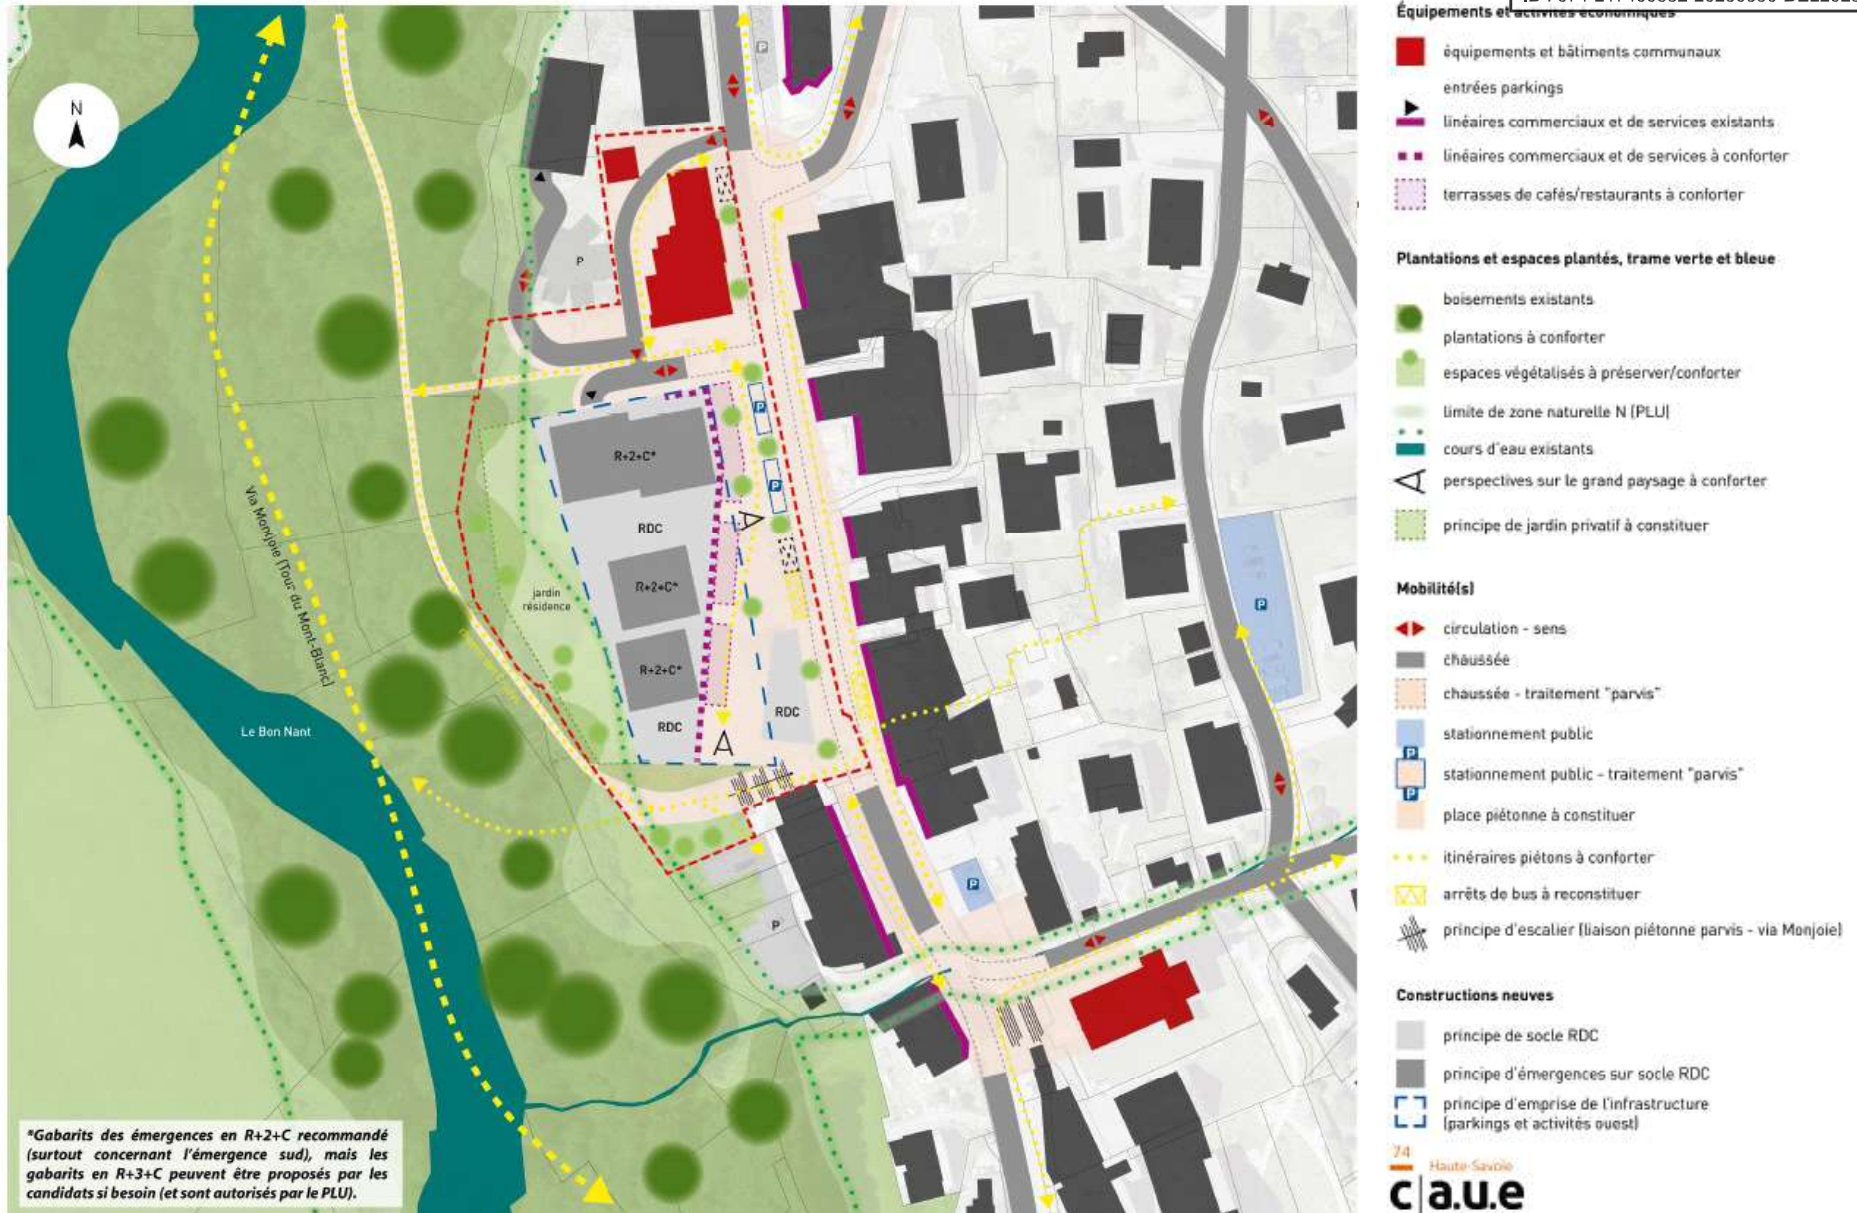 N
P
P
P
P
R+2+C*
RDC
R+2+C*
jardin
résidence
R+2+C*
RDC
RDC
P
Via Monjoie (Tour du Mont-Blanc)
Le Bon Nant
P
P
*Gabarits des émergences en R+2+C recommandé
(surtout concernant l'émergence sud), mais les
gabarits en R+3+C peuvent être proposés par les
candidats si besoin (et sont autorisés par le PLU).
Équipements et activités économiques
équipements et bâtiments communaux
entrées parkings
linéaires commerciaux et de services existants
linéaires commerciaux et de services à conforter
terrasses de cafés/restaurants à conforter
Plantations et espaces plantés, trame verte et bleue
boisements existants
plantations à conforter
espaces végétalisés à préserver/conforter
limite de zone naturelle N (PLU)
cours d'eau existants
perspectives sur le grand paysage à conforter
principe de jardin privatif à constituer
Mobilité(s)
circulation - sens
chaussée
chaussée - traitement "parvis"
stationnement public
P
stationnement public - traitement "parvis"
P
place piétonne à constituer
itinéraires piétons à conforter
arrêts de bus à reconstituer
principe d'escalier (liaison piétonne parvis - via Monjoie)
Constructions neuves
principe de socle RDC
principe d'émergences sur socle RDC
principe d'emprise de l'infrastructure
(parkings et activités ouest)
74
Haute-Savoie
c|a.u.e